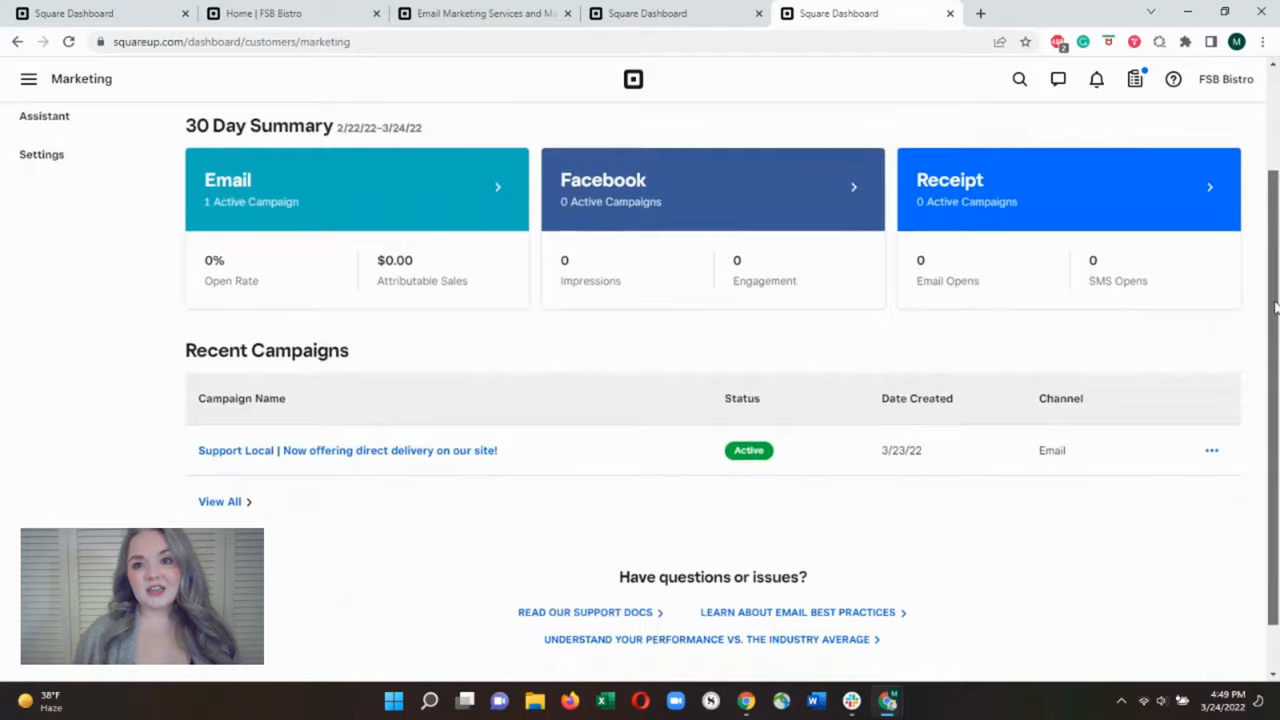 Square Dashboard
Home | FSB Bistro
Email Marketing Services and Ma
Square Dashboard
Square Dashboard
squareup.com/dashboard/customers/marketing
2
M
Marketing
FSB Bistro
Assistant
Settings
30 Day Summary 2/22/22–3/24/22
Email
1 Active Campaign
0%
Open Rate
$0.00
Attributable Sales
Facebook
0 Active Campaigns
0
Impressions
0
Engagement
Receipt
0 Active Campaigns
0
Email Opens
0
SMS Opens
Recent Campaigns
Campaign Name Status Date Created Channel
Support Local | Now offering direct delivery on our site! Active 3/23/22 Email
View All
Have questions or issues?
READ OUR SUPPORT DOCS LEARN ABOUT EMAIL BEST PRACTICES
UNDERSTAND YOUR PERFORMANCE VS. THE INDUSTRY AVERAGE
38°F
Haze
4:49 PM
3/24/2022